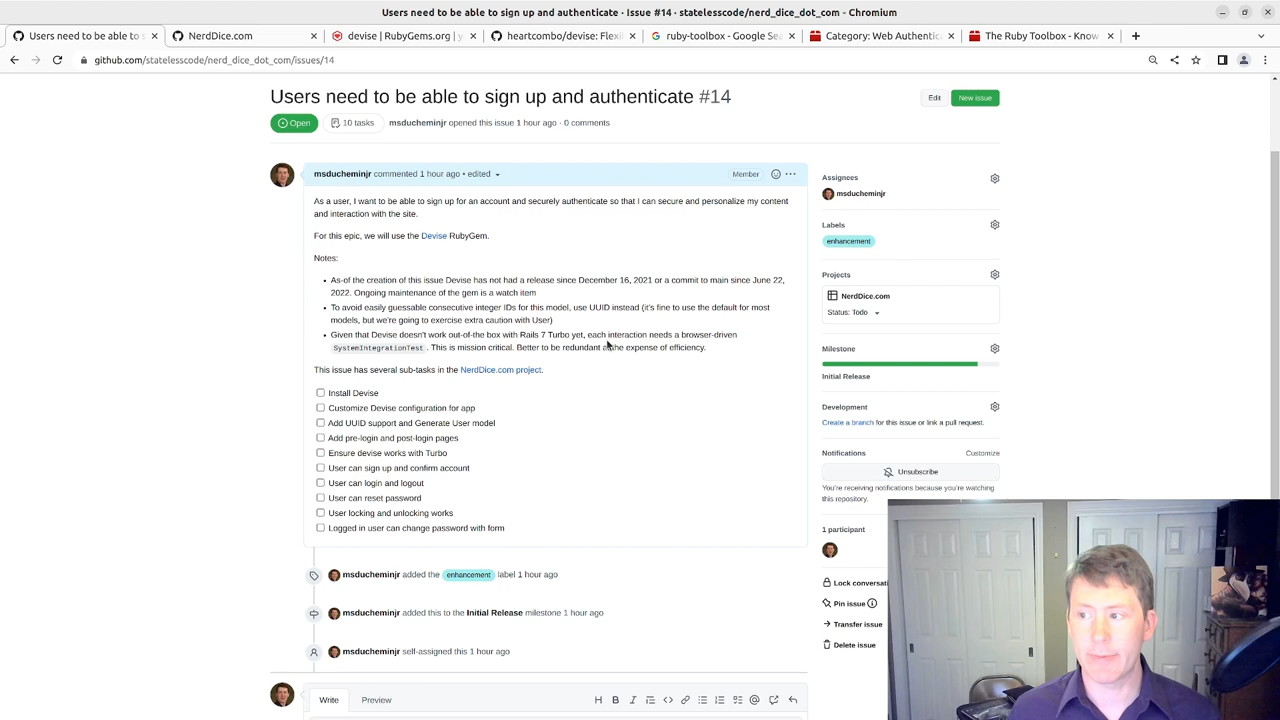 Users need to be able to sign up and authenticate · Issue #14 · statelesscode/nerd_dice_dot_com - Chromium
Users need to be able to s
NerdDice.com
devise | RubyGems.org | y
heartcombo/devise: Flexi
ruby-toolbox - Google Se
Category: Web Authentic
The Ruby Toolbox - Know
github.com/statelesscode/nerd_dice_dot_com/issues/14
Users need to be able to sign up and authenticate #14
Edit
New issue
Open
10 tasks
msducheminjr opened this issue 1 hour ago · 0 comments
msducheminjr commented 1 hour ago • edited
Member
As a user, I want to be able to sign up for an account and securely authenticate so that I can secure and personalize my content
and interaction with the site.
For this epic, we will use the Devise RubyGem.
Notes:
• As-of the creation of this issue Devise has not had a release since December 16, 2021 or a commit to main since June 22,
2022. Ongoing maintenance of the gem is a watch item
• To avoid easily guessable consecutive integer IDs for this model, use UUID instead (it's fine to use the default for most
models, but we're going to exercise extra caution with User)
• Given that Devise doesn't work out-of-the box with Rails 7 Turbo yet, each interaction needs a browser-driven
SystemIntegrationTest . This is mission critical. Better to be redundant at the expense of efficiency.
This issue has several sub-tasks in the NerdDice.com project.
Install Devise
Customize Devise configuration for app
Add UUID support and Generate User model
Add pre-login and post-login pages
Ensure devise works with Turbo
User can sign up and confirm account
User can login and logout
User can reset password
User locking and unlocking works
Logged in user can change password with form
msducheminjr added the enhancement label 1 hour ago
msducheminjr added this to the Initial Release milestone 1 hour ago
msducheminjr self-assigned this 1 hour ago
Write
Preview
Assignees
msducheminjr
Labels
enhancement
Projects
NerdDice.com
Status: Todo
Milestone
Initial Release
Development
Create a branch for this issue or link a pull request.
Notifications
Customize
Unsubscribe
You're receiving notifications because you're watching
this repository.
1 participant
Lock conversati
Pin issue
Transfer issue
Delete issue